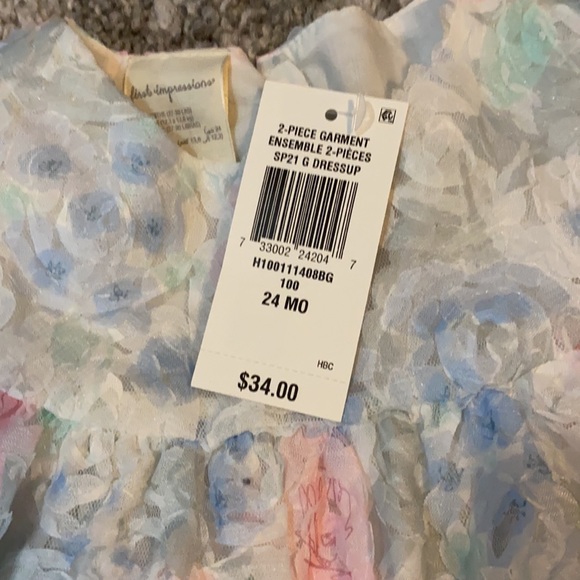 first impressions®
2-PIECE GARMENT
ENSEMBLE 2-PIÈCES
SP21 G DRESSUP
7 33002 24204 7
H100111408BG
100
24 MO
HBC
$34.00